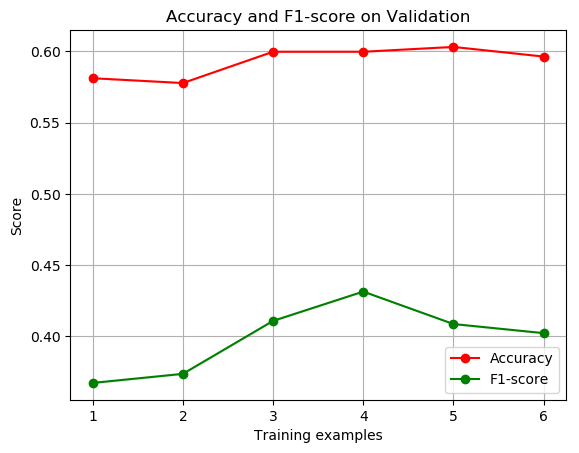 Accuracy and F1-score on Validation
0.60
0.55
0.50
0.45
0.40
Score
Accuracy
F1-score
1 2 3 4 5 6
Training examples